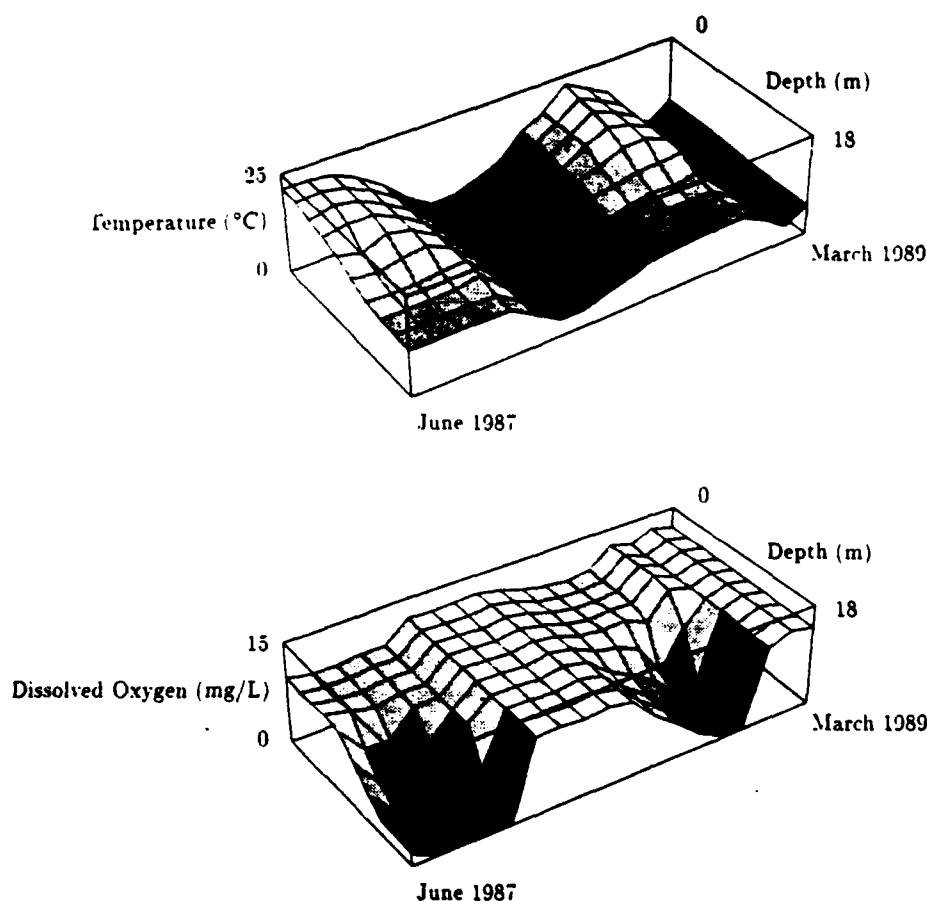 0
Depth (m)
18
25
Temperature (°C)
0
March 1989
June 1987
0
Depth (m)
18
15
Dissolved Oxygen (mg/L)
0
March 1989
June 1987